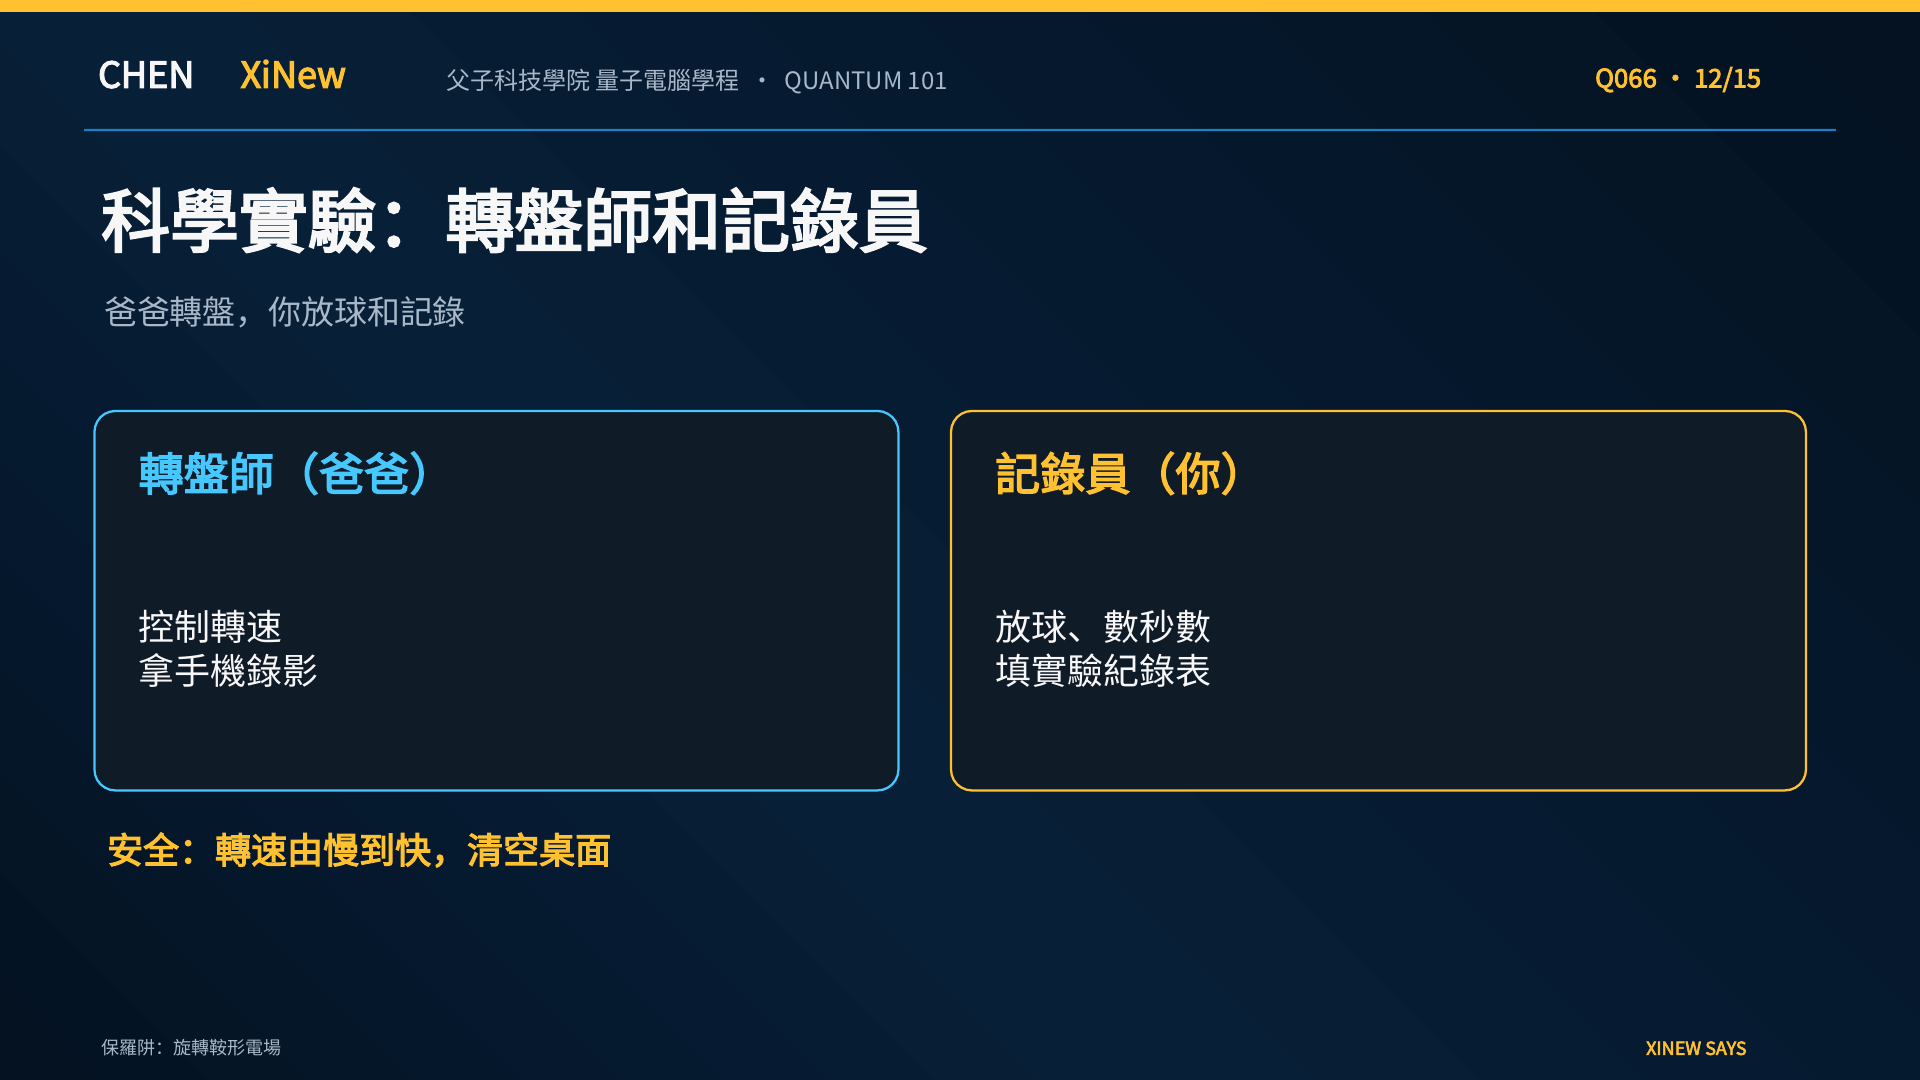 CHEN XiNew 父子科技學院 量子電腦學程 • QUANTUM 101 Q066 • 12/15
科學實驗：轉盤師和記錄員
爸爸轉盤，你放球和記錄
轉盤師（爸爸）
控制轉速
拿手機錄影
記錄員（你）
放球、數秒數
填實驗紀錄表
安全：轉速由慢到快，清空桌面
保羅阱：旋轉鞍形電場
XINEW SAYS